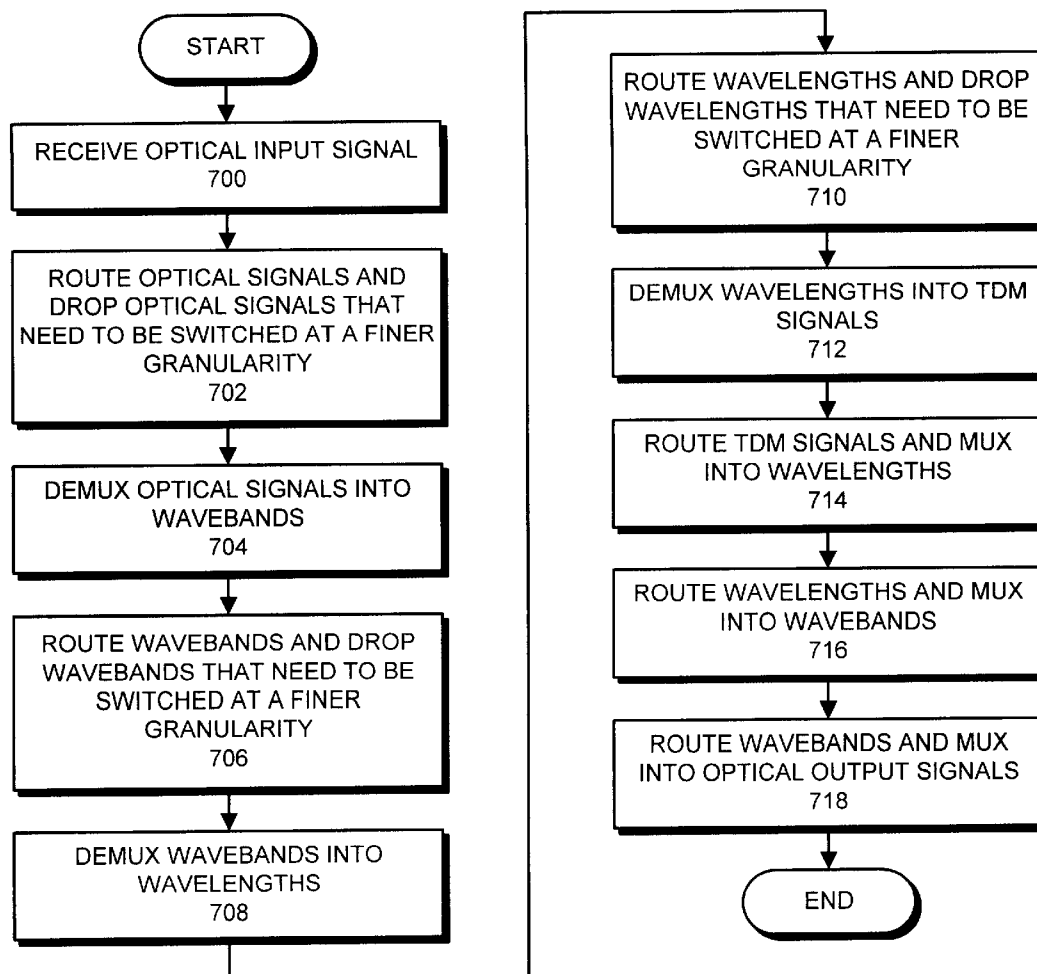 START
RECEIVE OPTICAL INPUT SIGNAL
700
ROUTE OPTICAL SIGNALS AND
DROP OPTICAL SIGNALS THAT
NEED TO BE SWITCHED AT A FINER
GRANULARITY
702
DEMUX OPTICAL SIGNALS INTO
WAVEBANDS
704
ROUTE WAVEBANDS AND DROP
WAVEBANDS THAT NEED TO BE
SWITCHED AT A FINER
GRANULARITY
706
DEMUX WAVEBANDS INTO
WAVELENGTHS
708
ROUTE WAVELENGTHS AND DROP
WAVELENGTHS THAT NEED TO BE
SWITCHED AT A FINER
GRANULARITY
710
DEMUX WAVELENGTHS INTO TDM
SIGNALS
712
ROUTE TDM SIGNALS AND MUX
INTO WAVELENGTHS
714
ROUTE WAVELENGTHS AND MUX
INTO WAVEBANDS
716
ROUTE WAVEBANDS AND MUX
INTO OPTICAL OUTPUT SIGNALS
718
END